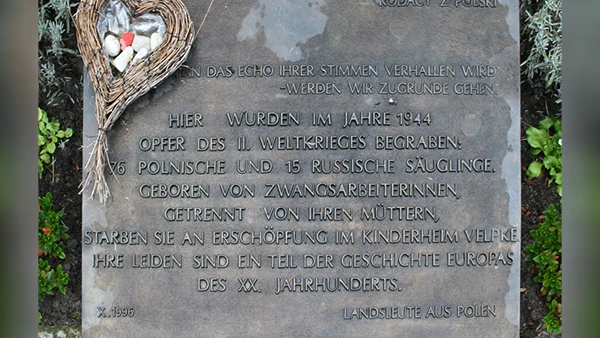 RODACY Z POLSKI
DAS ECHO IHRER STIMMEN VERHALLEN WIRD
-WERDEN WIR ZUGRUNDE GEHEN"
HIER WURDEN IM JAHRE 1944
OPFER DES II. WELTKRIEGES BEGRABEN:
76 POLNISCHE UND 15 RUSSISCHE SÄUGLINGE.
GEBOREN VON ZWANGSARBEITERINNEN,
GETRENNT VON IHREN MÜTTERN,
STARBEN SIE AN ERSCHÖPFUNG IM KINDERHEIM VELPKE
IHRE LEIDEN SIND EIN TEIL DER GESCHICHTE EUROPAS
DES XX. JAHRHUNDERTS.
X.1996 LANDSLEUTE AUS POLEN